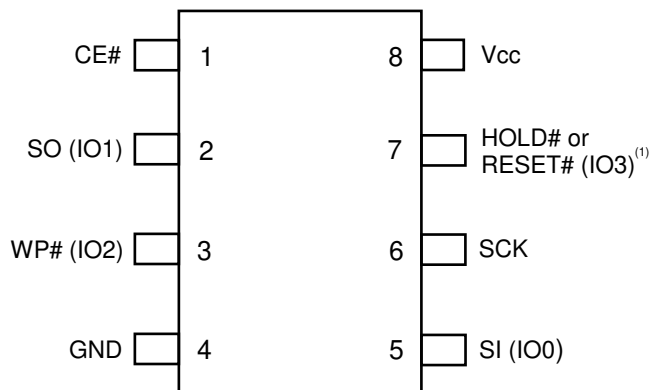 CE# 1 8 Vcc
SO (IO1) 2 7 HOLD# or
RESET# (IO3)(1)
WP# (IO2) 3 6 SCK
GND 4 5 SI (IO0)